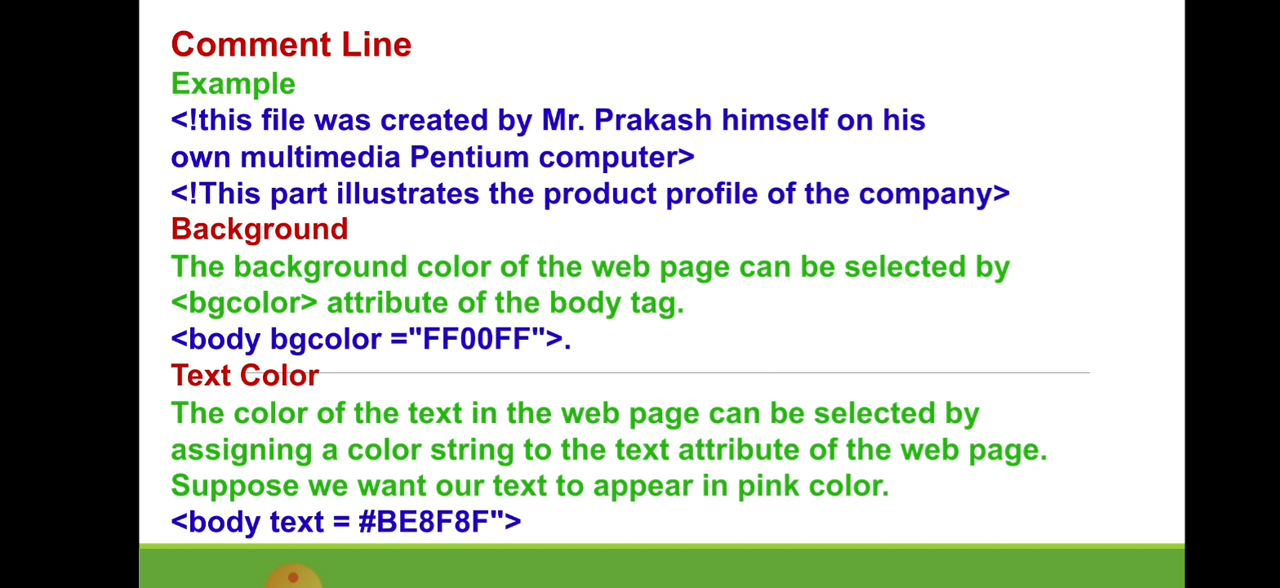 Comment Line
Example
<!this file was created by Mr. Prakash himself on his
own multimedia Pentium computer>
<!This part illustrates the product profile of the company>
Background
The background color of the web page can be selected by
<bgcolor> attribute of the body tag.
<body bgcolor ="FF00FF">.
Text Color
The color of the text in the web page can be selected by
assigning a color string to the text attribute of the web page.
Suppose we want our text to appear in pink color.
<body text = #BE8F8F">